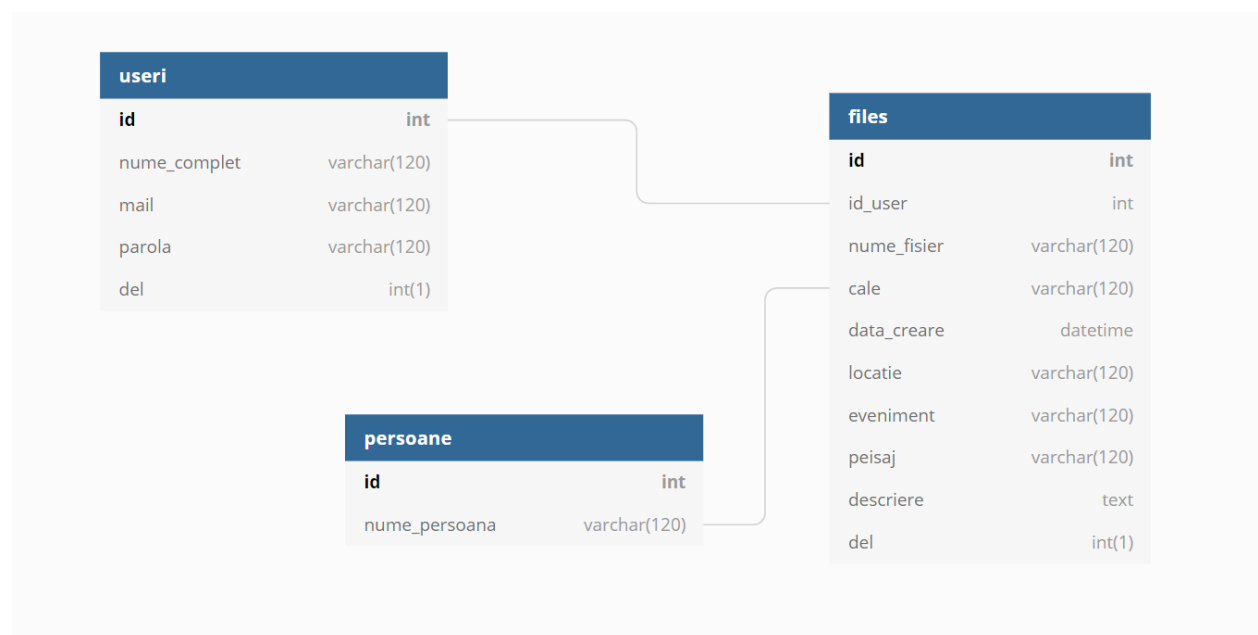 useri
id int
nume_complet varchar(120)
mail varchar(120)
parola varchar(120)
del int(1)
files
id int
id_user int
nume_fisier varchar(120)
cale varchar(120)
data_creare datetime
locatie varchar(120)
eveniment varchar(120)
peisaj varchar(120)
descriere text
del int(1)
persoane
id int
nume_persoana varchar(120)